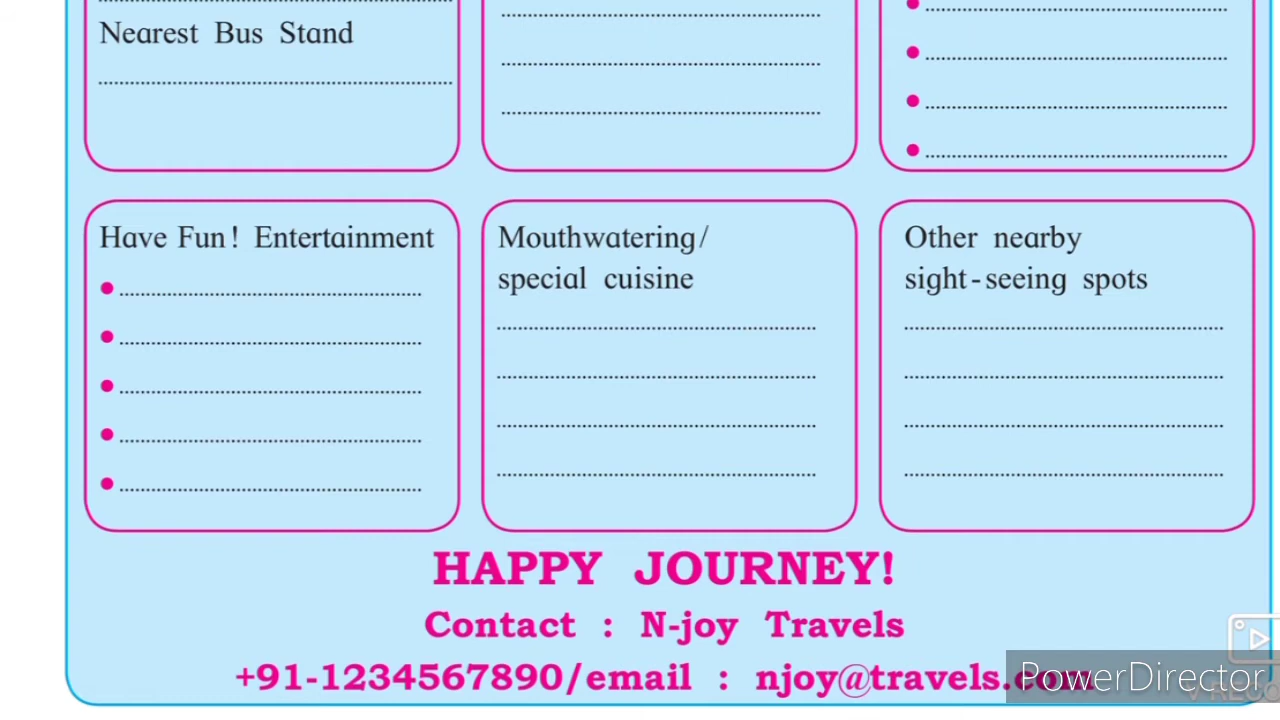 Nearest Bus Stand
Have Fun! Entertainment
Mouthwatering/
special cuisine
Other nearby
sight-seeing spots
HAPPY JOURNEY!
Contact : N-joy Travels
+91-1234567890/email : njoy@travels.com
PowerDirector